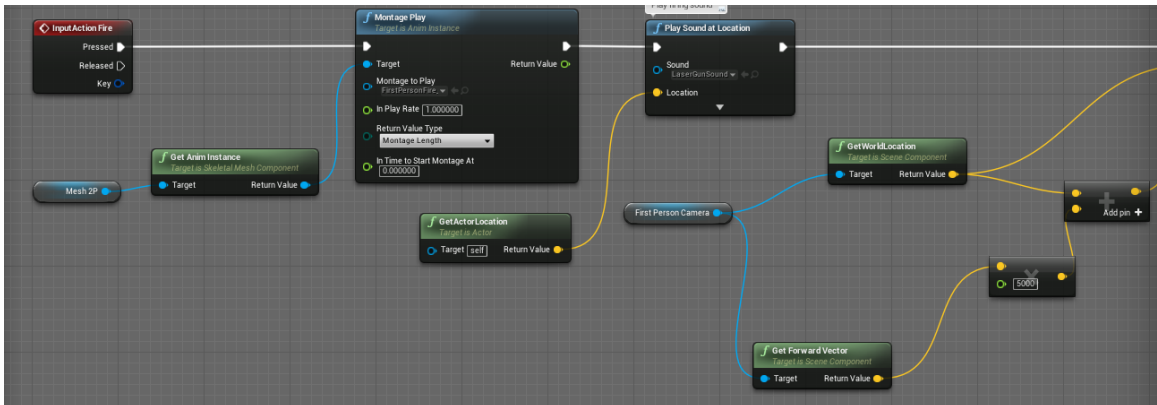 InputAction Fire
Pressed
Released
Key
Mesh 2P
Get Anim Instance
Target is Skeletal Mesh Component
Target Return Value
Montage Play
Target is Anim Instance
Target Return Value
Montage to Play
FirstPersonFire_
In Play Rate 1.000000
Return Value Type
Montage Length
In Time to Start Montage At
0.000000
GetActorLocation
Target is Actor
Target self Return Value
Play firing sound
Play Sound at Location
Sound
LaserGunSound
Location
First Person Camera
GetWorldLocation
Target is Scene Component
Target Return Value
Get Forward Vector
Target is Scene Component
Target Return Value
5000
Add pin +